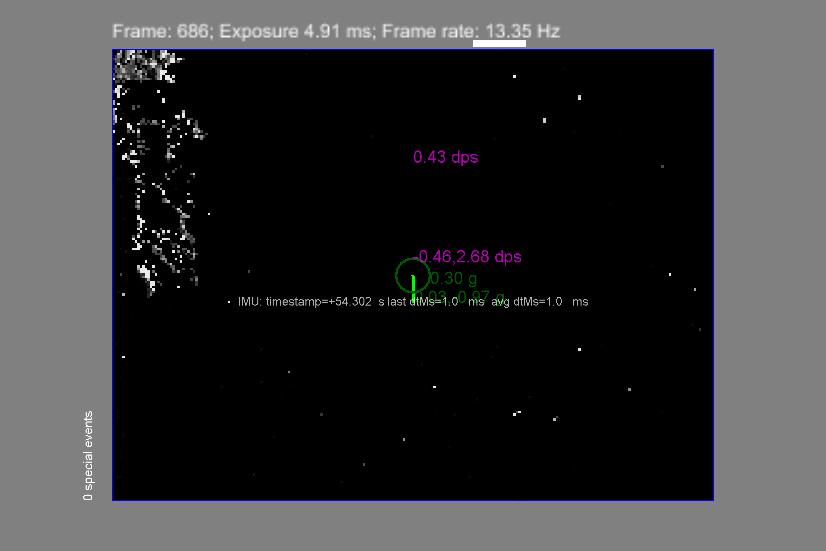 Frame: 686; Exposure 4.91 ms; Frame rate: 13.35 Hz
0.43 dps
-0.46,2.68 dps
0.30 g
IMU: timestamp=+54.302 s last dtMs=1.0 ms avg dtMs=1.0 ms
0 special events